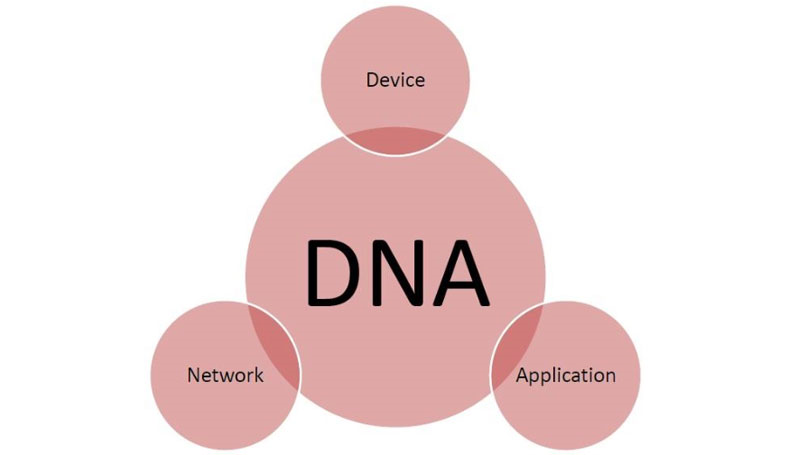 Device
DNA
Network
Application